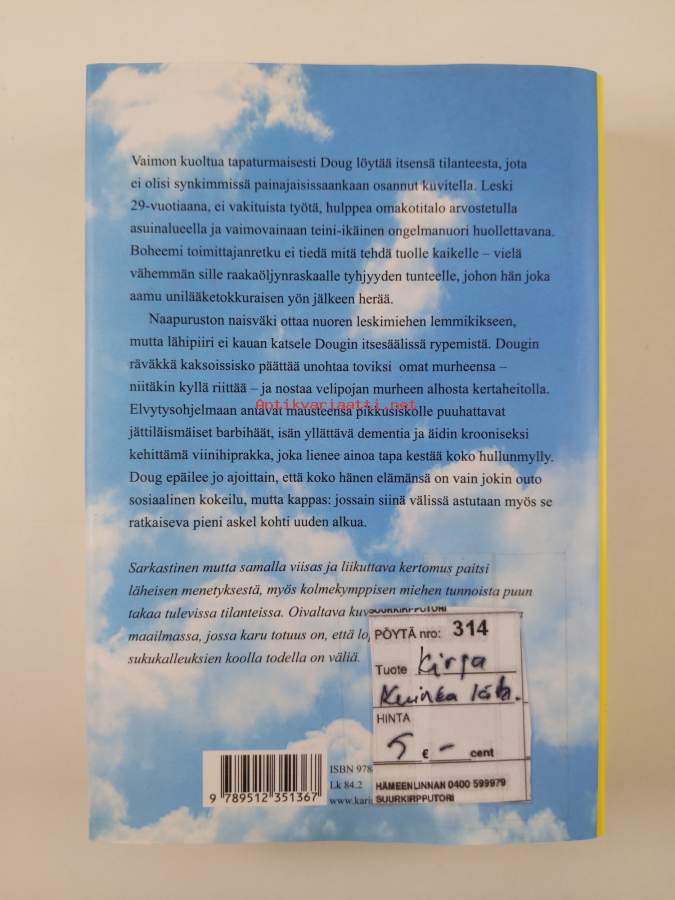 Vaimon kuoltua tapaturmaisesti Doug löytää itsensä tilanteesta, jota
ei olisi synkimmissä painajaisissaankaan osannut kuvitella. Leski
29-vuotiaana, ei vakituista työtä, hulppea omakotitalo arvostetulla
asuinalueella ja vaimovainaan teini-ikäinen ongelmanuori huollettavana.
Boheemi toimittajanretku ei tiedä mitä tehdä tuolle kaikelle – vielä
vähemmän sille raakaöljynraskaalle tyhjyyden tunteelle, johon hän joka
aamu unilääketokkuraisen yön jälkeen herää.
Naapuruston naisväki ottaa nuoren leskimiehen lemmikikseen,
mutta lähipiiri ei kauan katsele Dougin itsesäälissä rypemistä. Dougin
räväkkä kaksoissisko päättää unohtaa toviksi omat murheensa –
niitäkin kyllä riittää – ja nostaa velipojan murheen alhosta kertaheitolla.
Antikvariaatti.net
Elvytysohjelmaan antavat mausteensa pikkusiskolle puuhattavat
jättiläismäiset barbihäät, isän yllättävä dementia ja äidin krooniseksi
kehittämä viinihiprakka, joka lienee ainoa tapa kestää koko hullunmylly.
Doug epäilee jo ajoittain, että koko hänen elämänsä on vain jokin outo
sosiaalinen kokeilu, mutta kappas: jossain siinä välissä astutaan myös se
ratkaiseva pieni askel kohti uuden alkua.
Sarkastinen mutta samalla viisas ja liikuttava kertomus paitsi
läheisen menetyksestä, myös kolmekymppisen miehen tunnoista puun
takaa tulevissa tilanteissa. Oivaltava
maailmassa, jossa karu totuus on, että
sukukalleuksien koolla todella on väliä.
SUURKIRPPUTORI
PÖYTÄ nro: 314
Tuote Kirja
Kuinka
HINTA
5 € – cent
HÄMEENLINNAN 0400 599979
SUURKIRPPUTORI
ISBN 978
Lk 84.2
www.kari
9 789512 351367